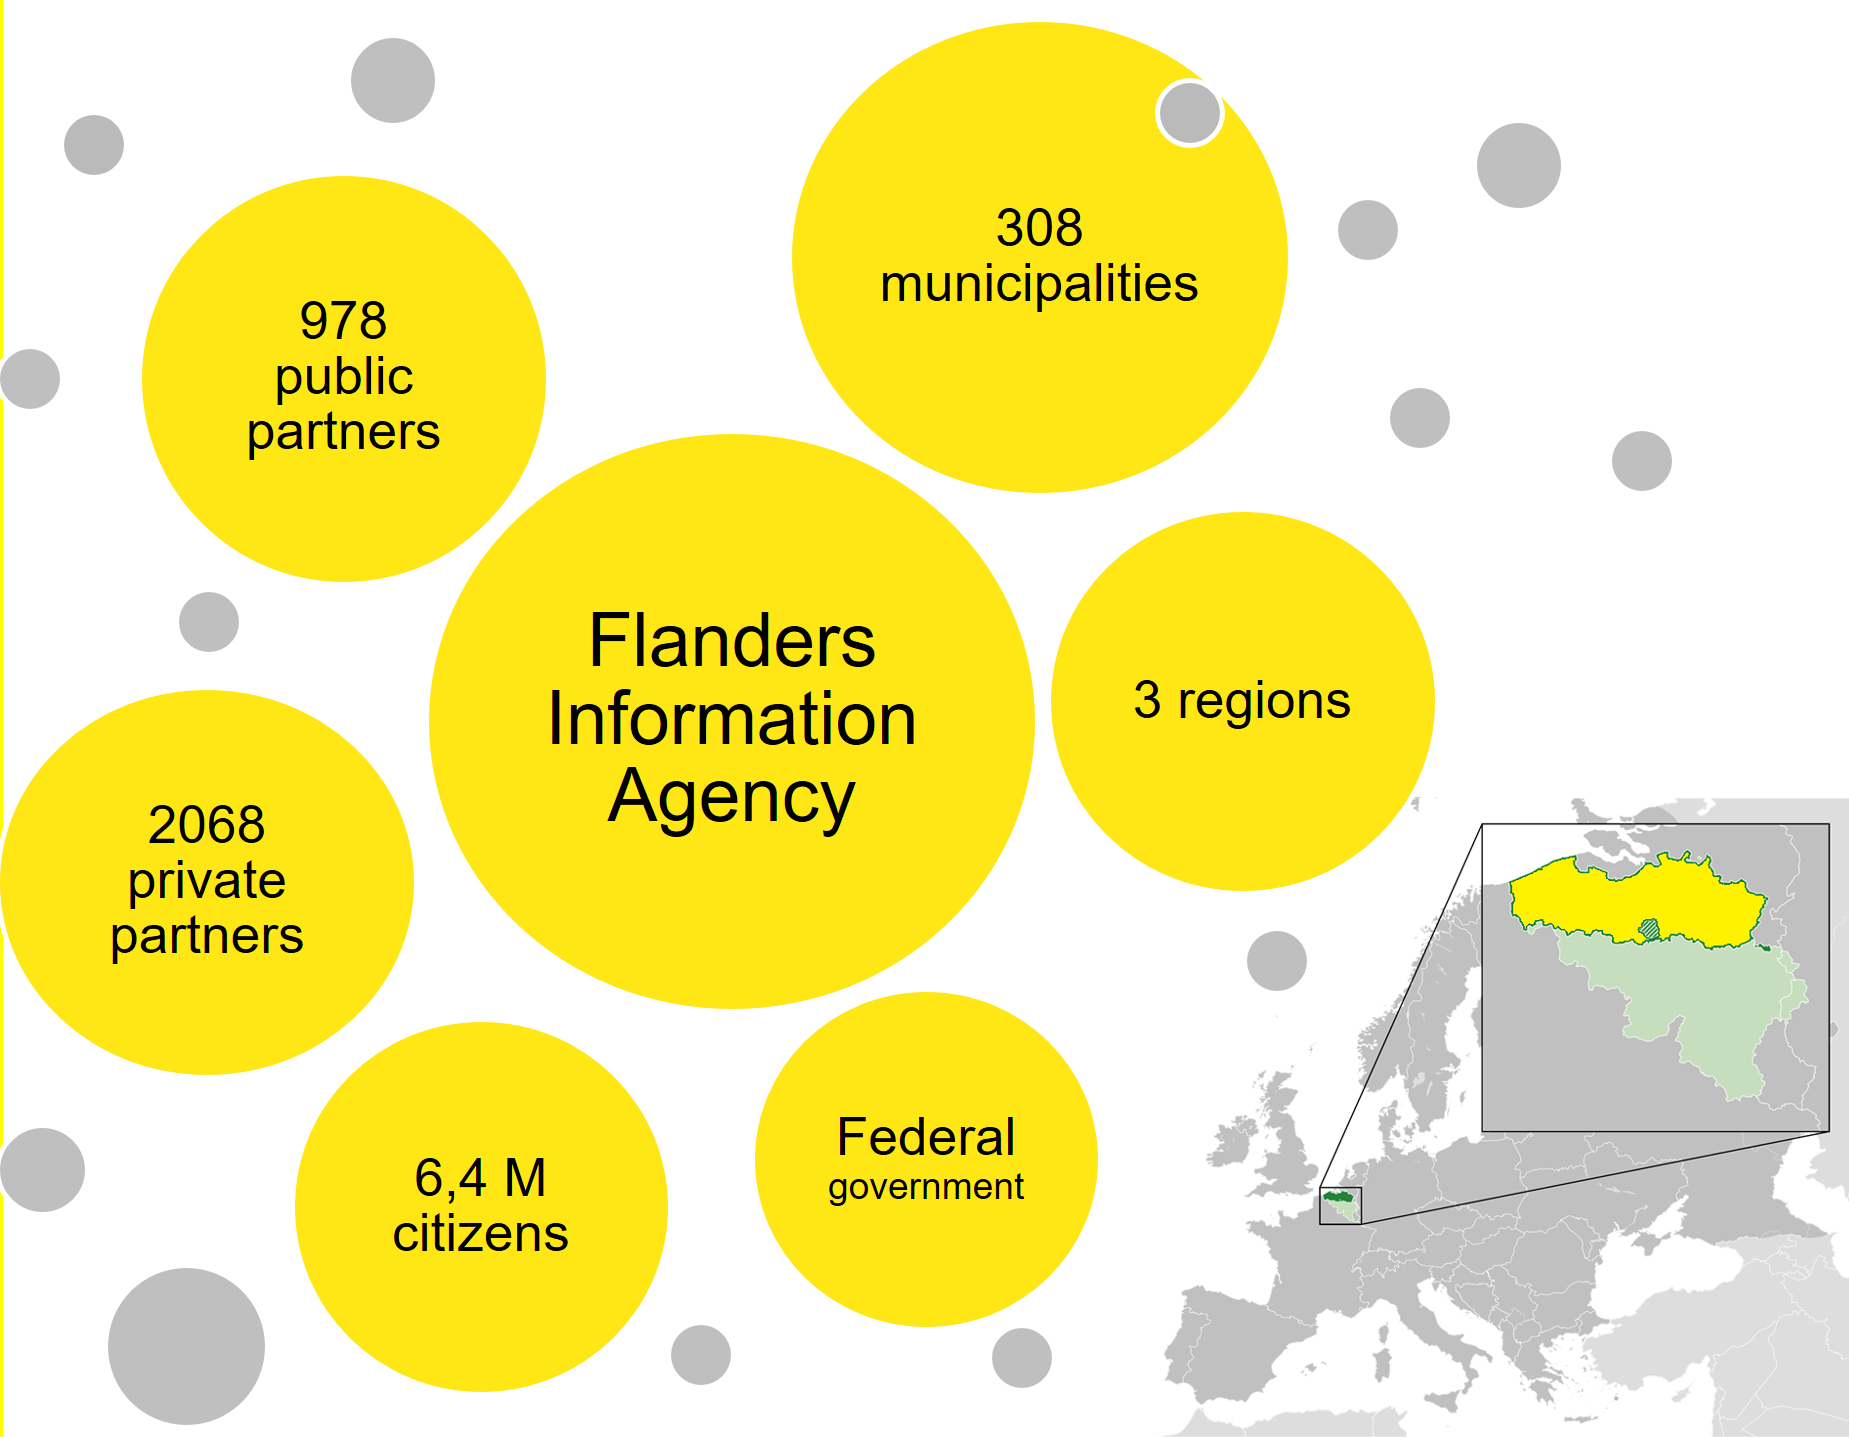 308
municipalities
978
public
partners
Flanders
Information
Agency
3 regions
2068
private
partners
Federal
government
6,4 M
citizens